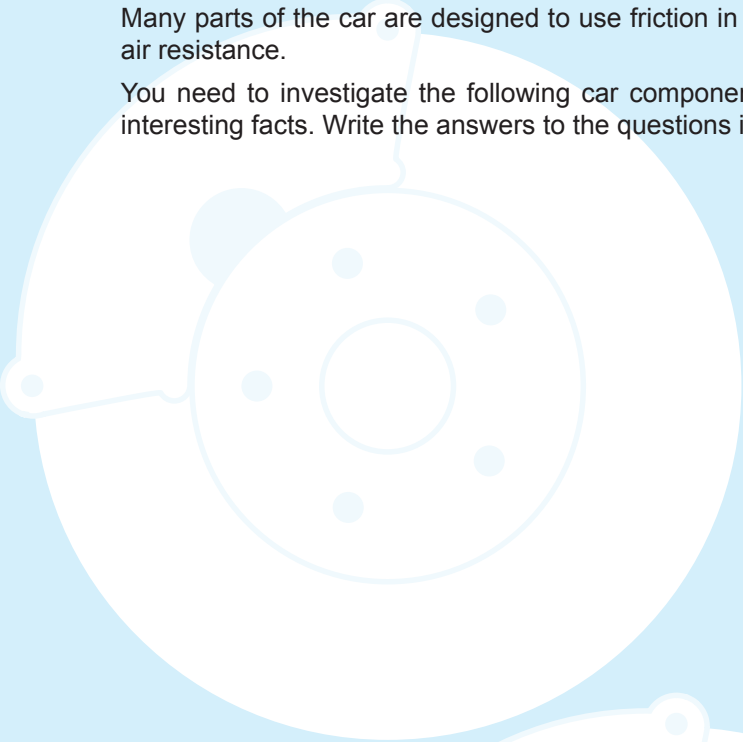 Many parts of the car are designed to use friction in
air resistance.
You need to investigate the following car
interesting facts. Write the answers to the questions